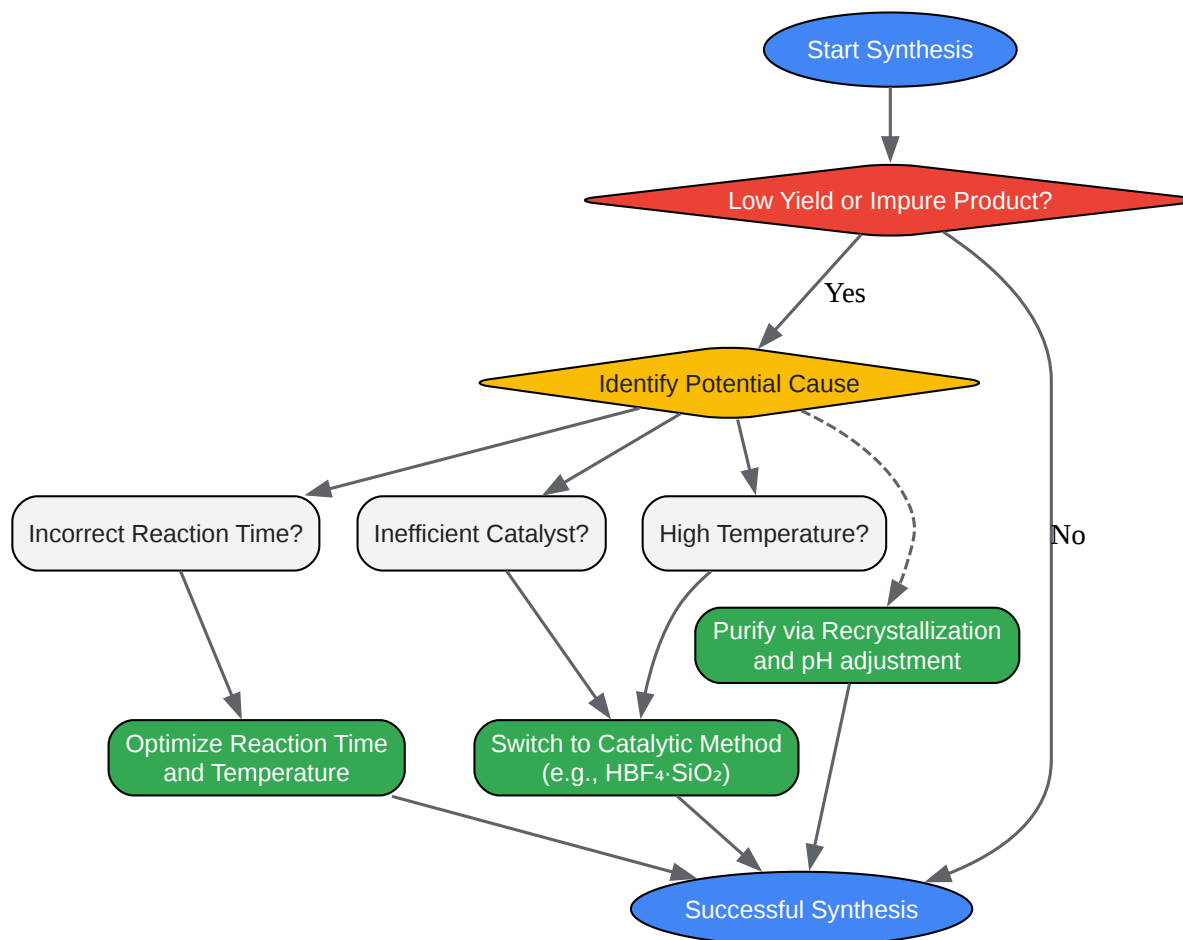 Start Synthesis
Low Yield or Impure Product?
Yes
Identify Potential Cause
Incorrect Reaction Time?
Inefficient Catalyst?
High Temperature?
No
Purify via Recrystallization
and pH adjustment
Optimize Reaction Time
and Temperature
Switch to Catalytic Method
(e.g., HBF₄·SiO₂)
Successful Synthesis